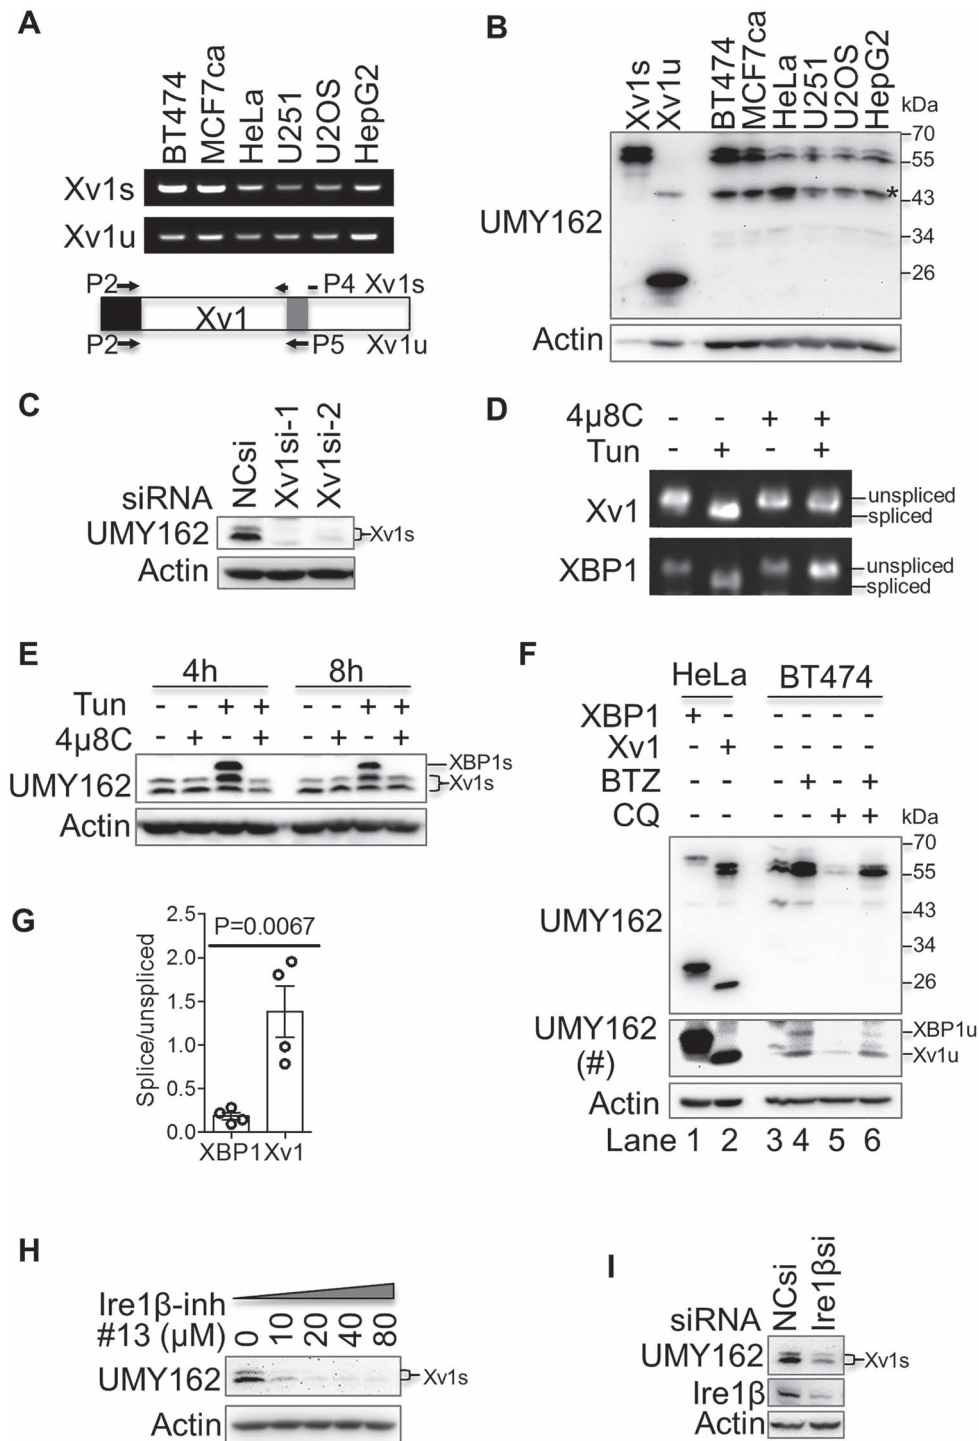 A
BT474
MCF7ca
HeLa
U251
U2OS
HepG2
Xv1s
Xv1u
P2 P4 Xv1s
Xv1
P2 P5 Xv1u
B
Xv1s
Xv1u
BT474
MCF7ca
HeLa
U251
U2OS
HepG2
kDa
70
55
*
43
UMY162
34
26
Actin
C
siRNA
NCsi
Xv1si-1
Xv1si-2
UMY162
Xv1s
Actin
D
4µ8C - - + +
Tun - + - +
Xv1
unspliced
spliced
XBP1
unspliced
spliced
E
4h 8h
Tun - - + + - - + +
4µ8C - + - + - + - +
UMY162
XBP1s
Xv1s
Actin
F
HeLa BT474
XBP1 + - - - - -
Xv1 - + - - - -
BTZ - - - + - +
CQ - - - - + +
kDa
70
55
UMY162
43
34
26
UMY162
(#)
XBP1u
Xv1u
Actin
Lane 1 2 3 4 5 6
G
P=0.0067
Splice/unspliced
2.5
2.0
1.5
1.0
0.5
0.0
XBP1 Xv1
H
Ire1β-inh
#13 (µM) 0 10 20 40 80
UMY162
Xv1s
Actin
I
siRNA
NCsi
Ire1βsi
UMY162
Xv1s
Ire1β
Actin